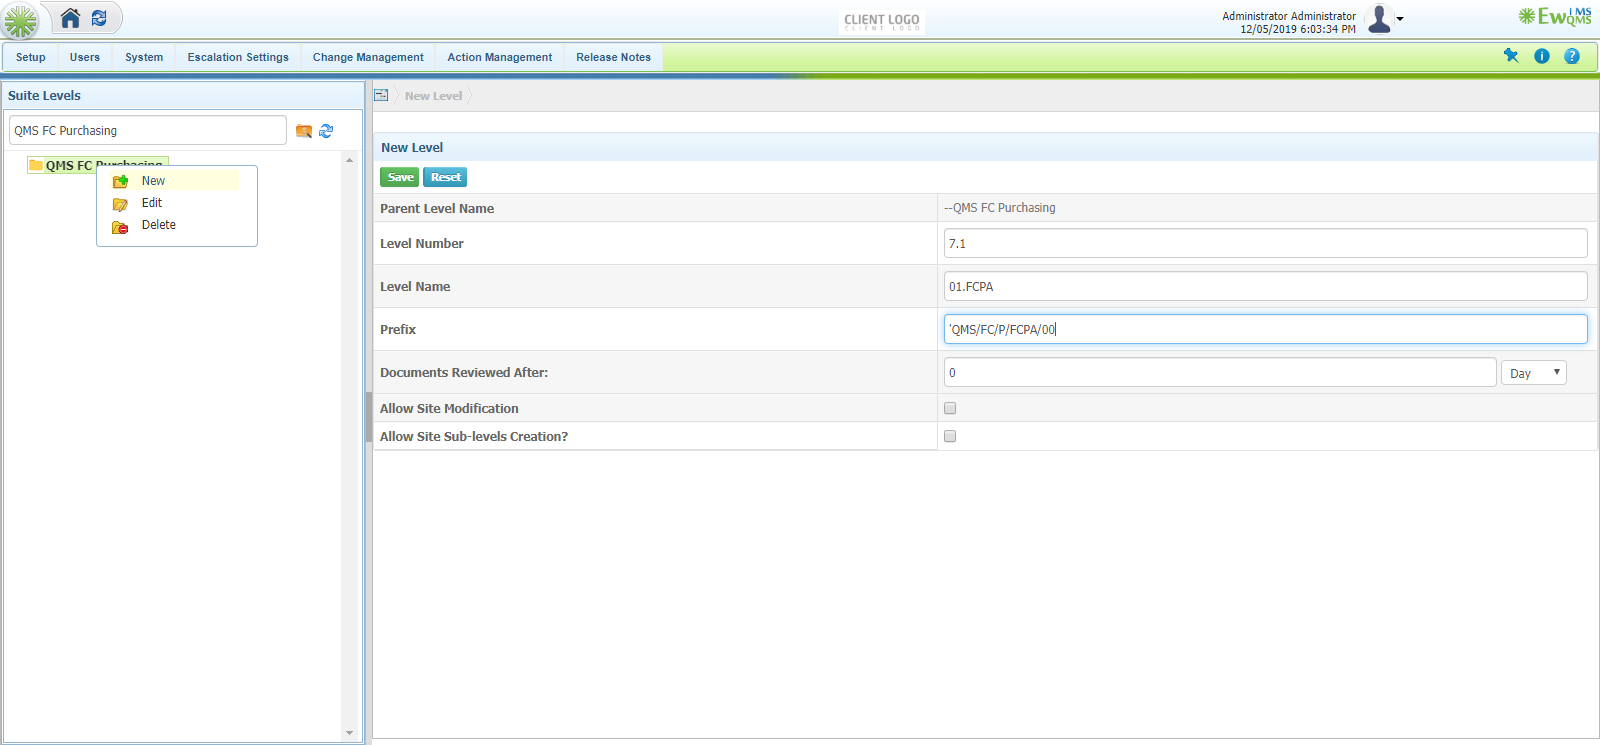 CLIENT LOGO
CLIENT LOGO
Administrator Administrator
12/05/2019 6:03:34 PM
EwQMS
IMS
Setup Users System Escalation Settings Change Management Action Management Release Notes
Suite Levels
QMS FC Purchasing
QMS FC Purchasing
New
Edit
Delete
New Level
New Level
Save Reset
Parent Level Name --QMS FC Purchasing
Level Number 7.1
Level Name 01.FCPA
Prefix 'QMS/FC/P/FCPA/00
Documents Reviewed After: 0 Day
Allow Site Modification
Allow Site Sub-levels Creation?